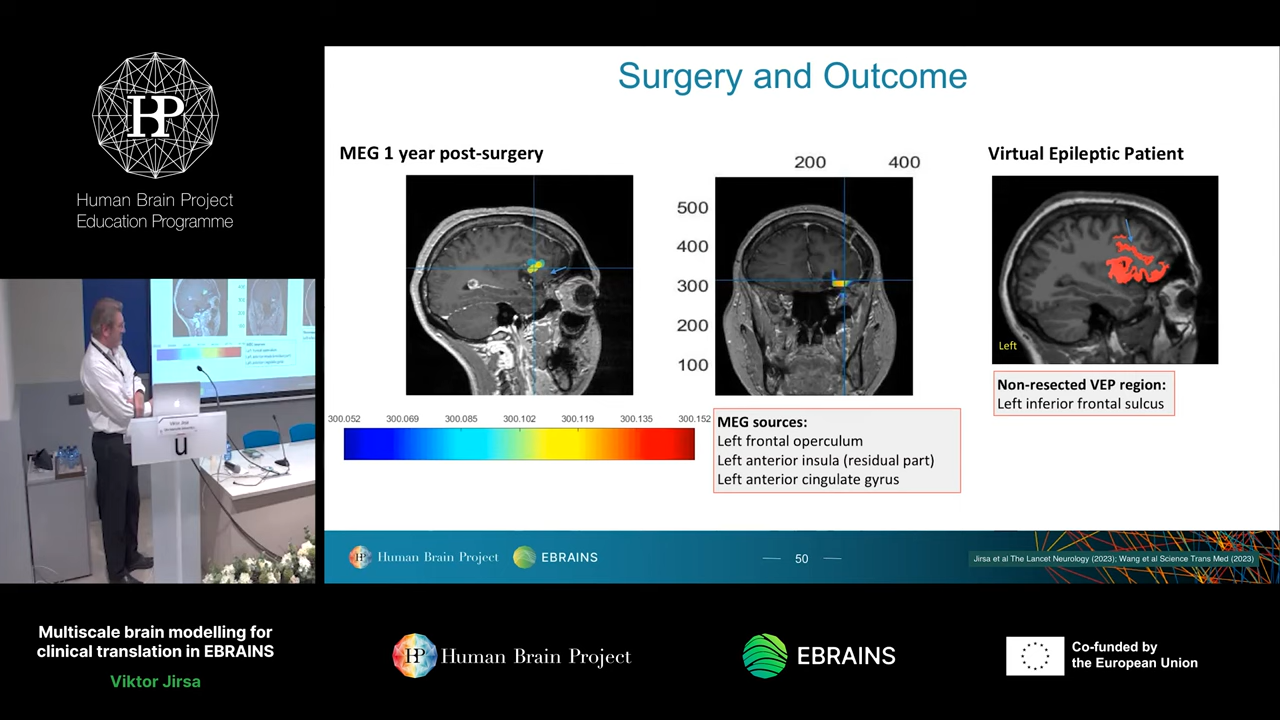 HP
Human Brain Project
Education Programme
Surgery and Outcome
MEG 1 year post-surgery
200 400
500
400
300
200
100
Virtual Epileptic Patient
Left
Non-resected VEP region:
Left inferior frontal sulcus
300.052 300.069 300.085 300.102 300.119 300.135 300.152
MEG sources:
Left frontal operculum
Left anterior insula (residual part)
Left anterior cingulate gyrus
HP Human Brain Project
EBRAINS
50
Jirsa et al The Lancet Neurology (2023); Wang et al Science Trans Med (2023)
Multiscale brain modelling for
clinical translation in EBRAINS
Viktor Jirsa
HP Human Brain Project
EBRAINS
Co-funded by
the European Union